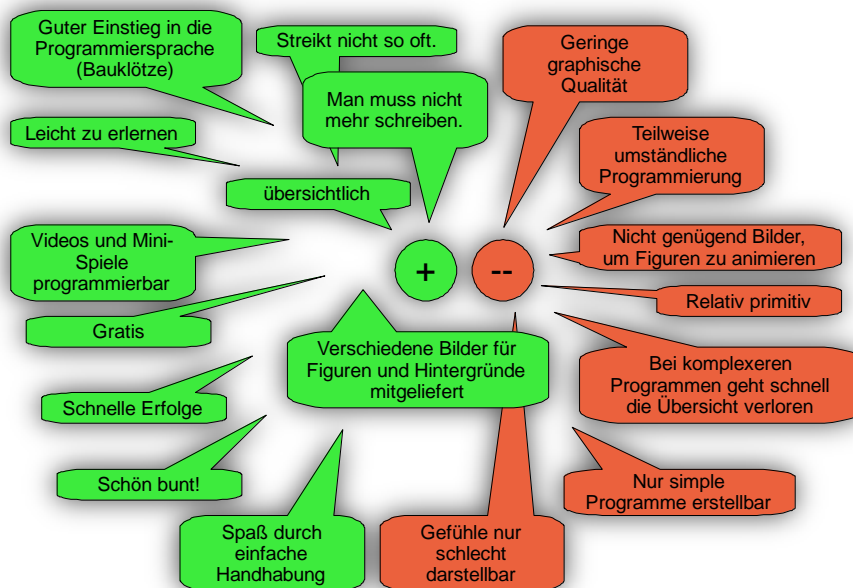 Guter Einstieg in die
Programmiersprache
(Bauklötze)
Streikt nicht so oft.
Man muss nicht
mehr schreiben.
Leicht zu erlernen
übersichtlich
Videos und Mini-
Spiele
programmierbar
Gratis
Verschiedene Bilder für
Figuren und Hintergründe
mitgeliefert
Schnelle Erfolge
Schön bunt!
Spaß durch
einfache
Handhabung
+
--
Geringe
graphische
Qualität
Teilweise
umständliche
Programmierung
Nicht genügend Bilder,
um Figuren zu animieren
Relativ primitiv
Bei komplexeren
Programmen geht schnell
die Übersicht verloren
Nur simple
Programme erstellbar
Gefühle nur
schlecht
darstellbar